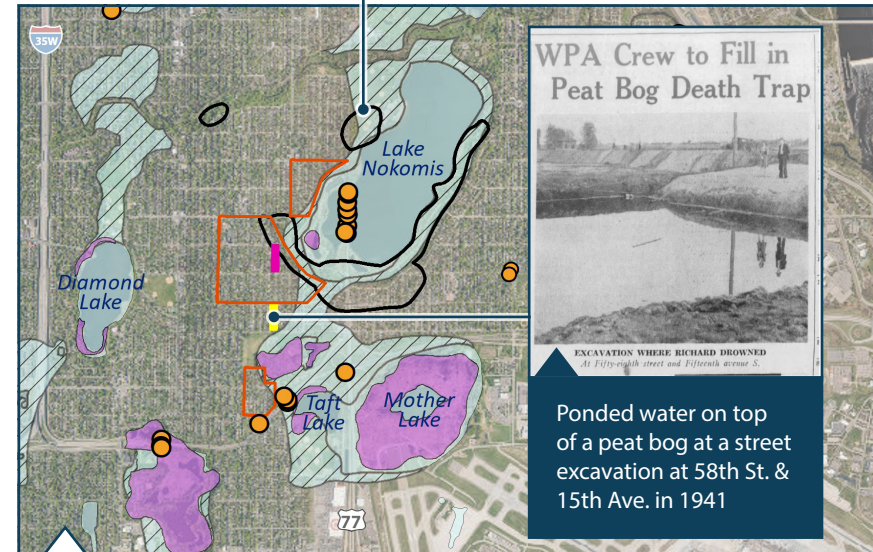 35W
WPA Crew to Fill in
Peat Bog Death Trap
Lake
Nokomis
Diamond
Lake
EXCAVATION WHERE RICHARD DROWNED
At Fifty-eighth street and Fifteenth avenue S.
Taft
Lake
Mother
Lake
Ponded water on top
of a peat bog at a street
excavation at 58th St. &
15th Ave. in 1941
77